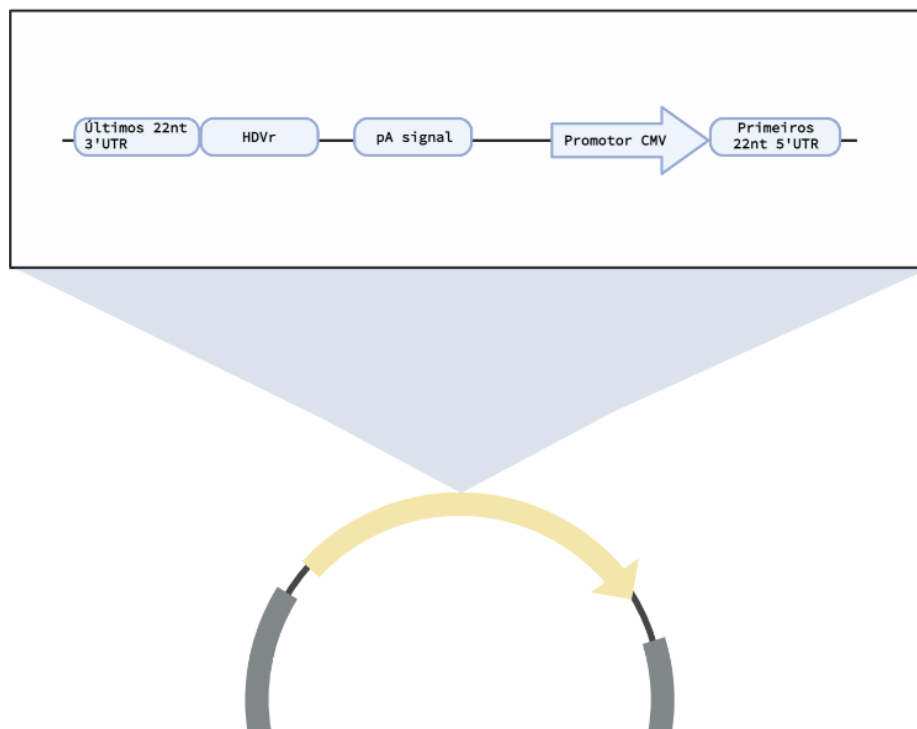 Últimos 22nt
3'UTR
HDVr
pA signal
Promotor CMV
Primeiros
22nt 5'UTR